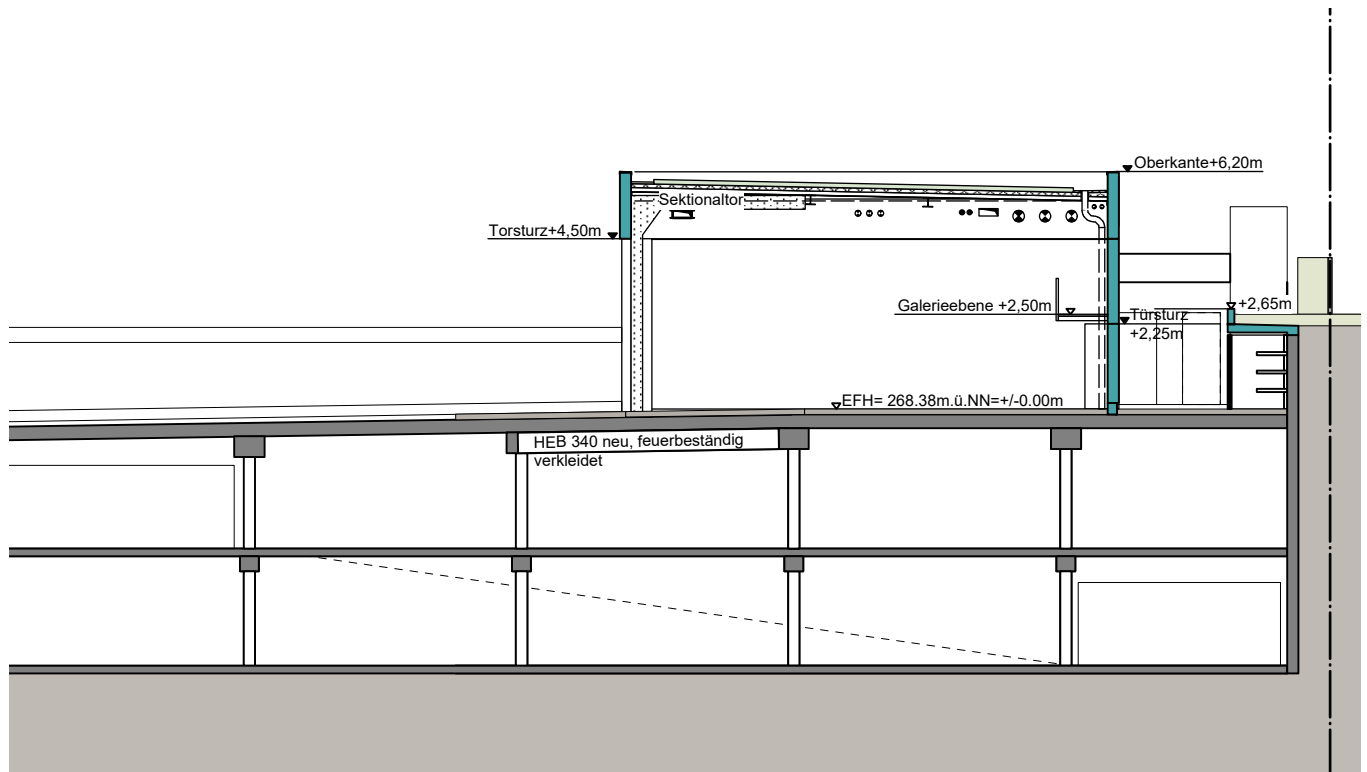 Oberkante+6,20m
Sektionaltor
Torsturz+4,50m
Galerieebene +2,50m
+2,65m
Türsturz
+2,25m
EFH= 268.38m.ü.NN=+/-0.00m
HEB 340 neu, feuerbeständig
verkleidet